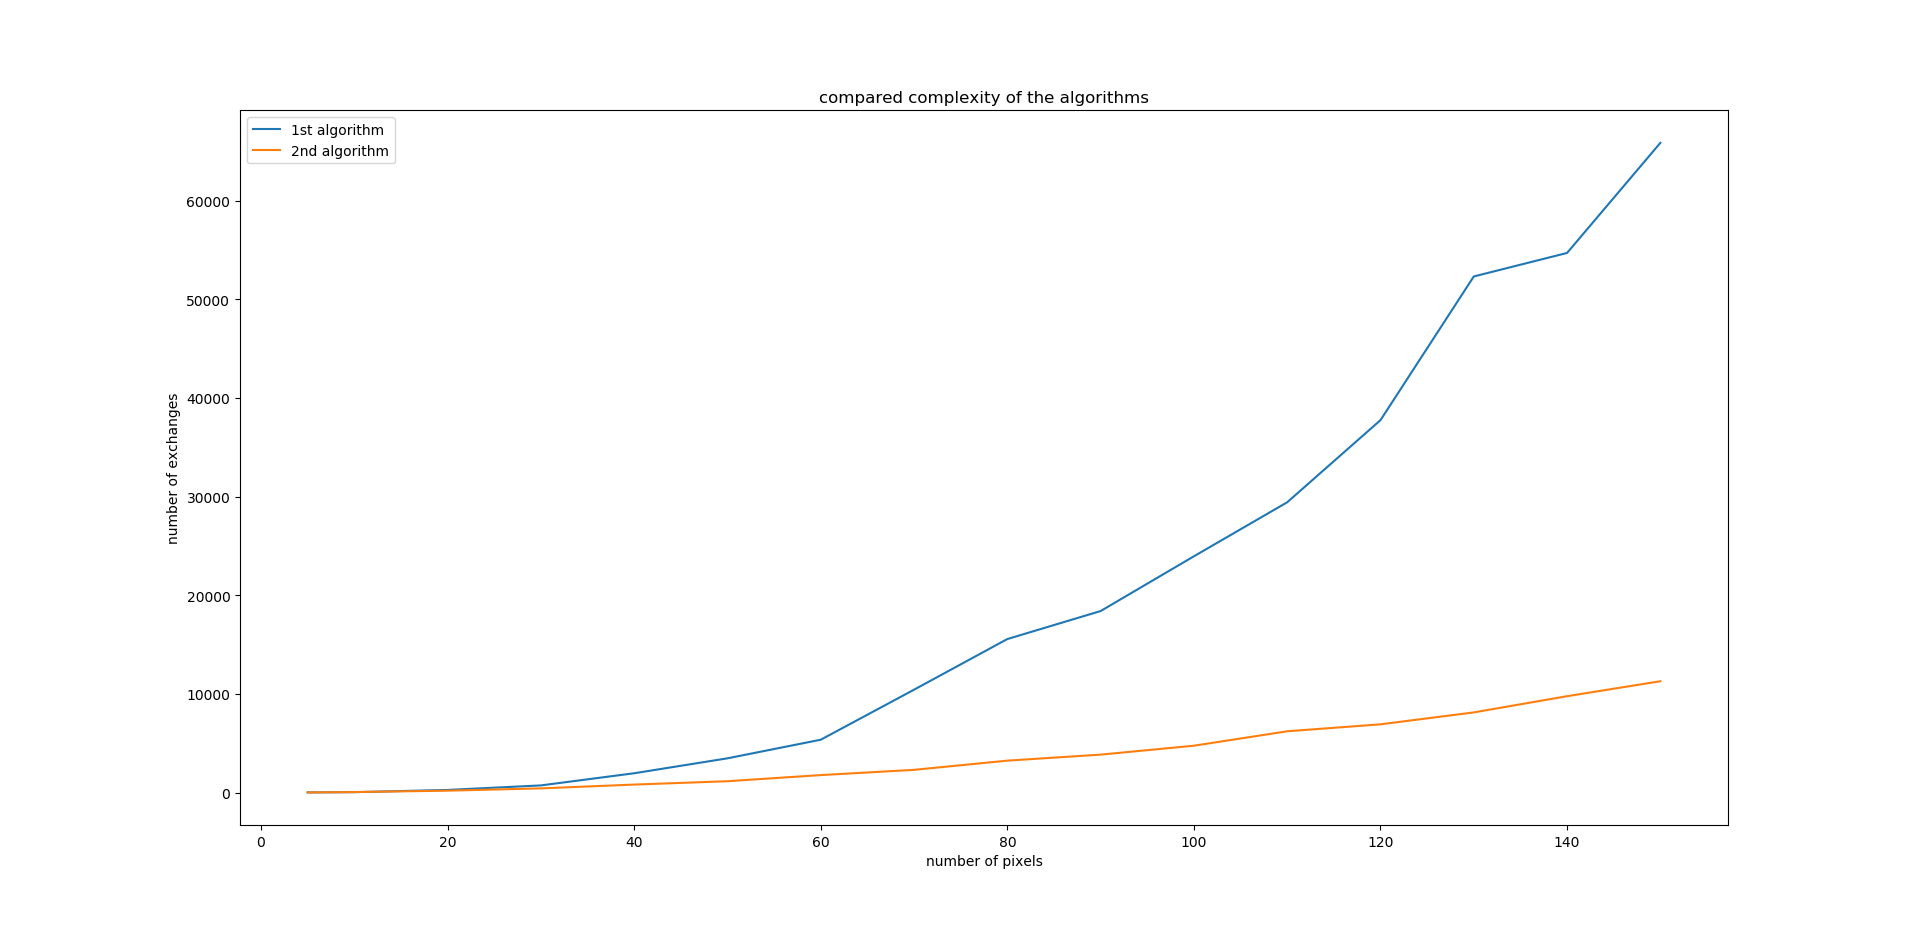 compared complexity of the algorithms
1st algorithm
2nd algorithm
number of exchanges
60000
50000
40000
30000
20000
10000
0
0 20 40 60 80 100 120 140
number of pixels